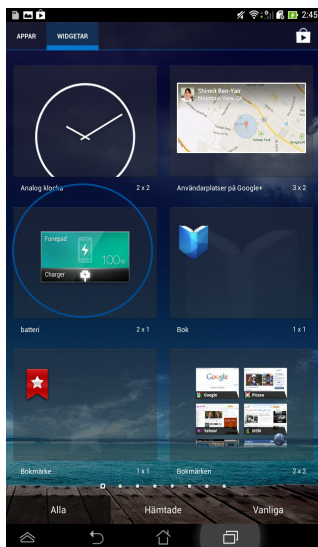 2:45
APPAR WIDGETAR
Shimrit Ben-Yair
Mountain View, CA
Analog klocka 2 x 2
Användarplatser på Google+ 3 x 2
Fonepad
100%
Charger
batteri 2 x 1
Bok 1 x 1
Google
Google Picasa
Yahoo! MSN
Bokmärke 1 x 1
Bokmärken 2 x 2
Alla Hämtade Vanliga